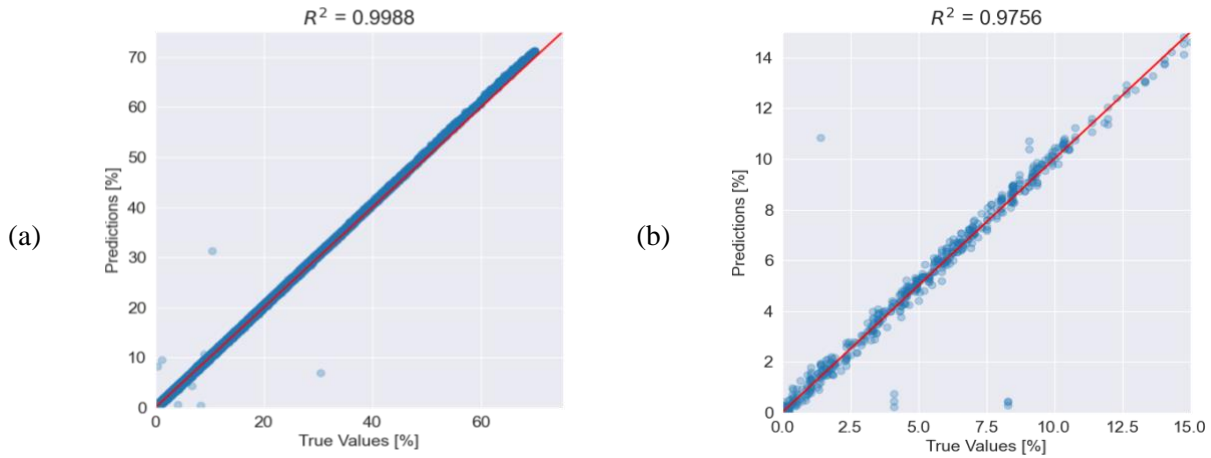 (a)
R² = 0.9988
Predictions [%]
70
60
50
40
30
20
10
0
0 20 40 60
True Values [%]
(b)
R² = 0.9756
Predictions [%]
14
12
10
8
6
4
2
0
0.0 2.5 5.0 7.5 10.0 12.5 15.0
True Values [%]